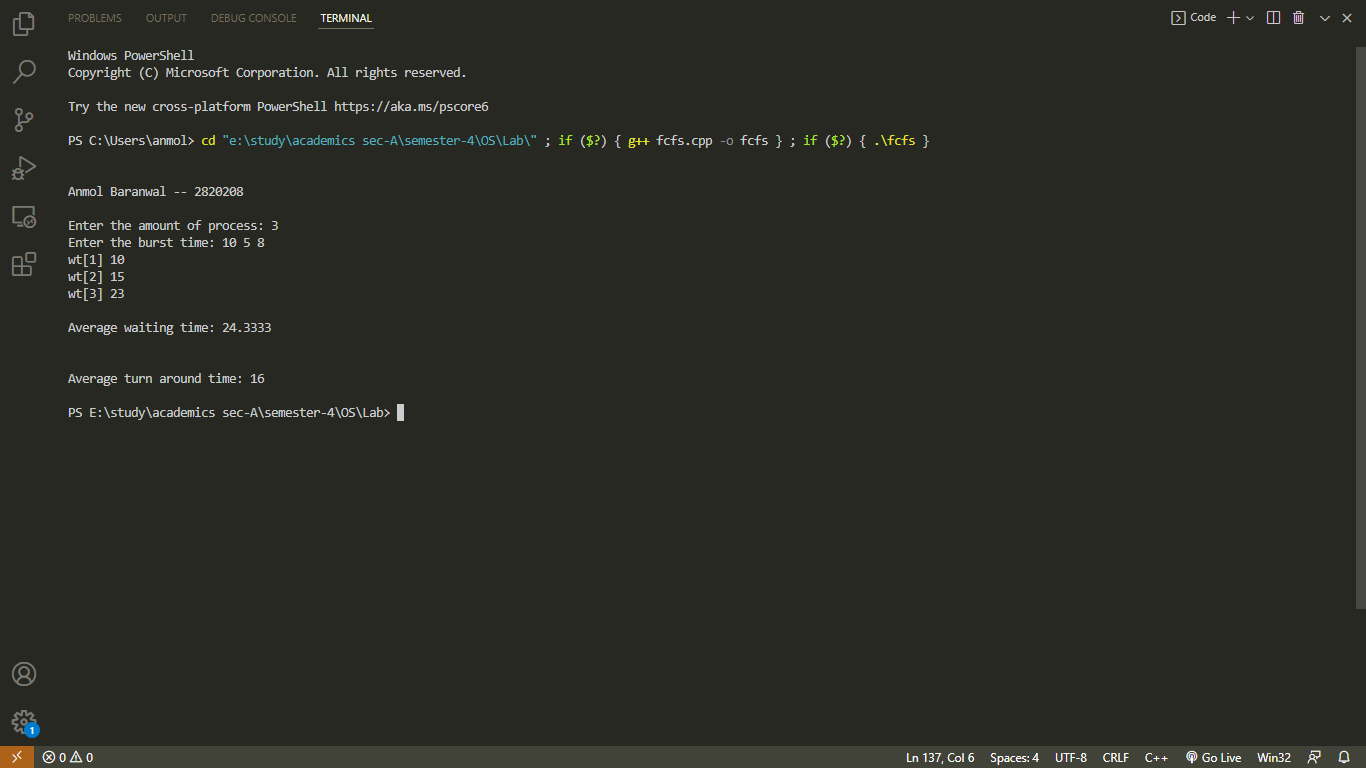 PROBLEMS OUTPUT DEBUG CONSOLE TERMINAL Code
Windows PowerShell
Copyright (C) Microsoft Corporation. All rights reserved.
Try the new cross-platform PowerShell https://aka.ms/pscore6
PS C:\Users\anmol> cd "e:\study\academics sec-A\semester-4\OS\Lab\" ; if ($?) { g++ fcfs.cpp -o fcfs } ; if ($?) { .\fcfs }
Anmol Baranwal -- 2820208
Enter the amount of process: 3
Enter the burst time: 10 5 8
wt[1] 10
wt[2] 15
wt[3] 23
Average waiting time: 24.3333
Average turn around time: 16
PS E:\study\academics sec-A\semester-4\OS\Lab>
1
0 0 Ln 137, Col 6 Spaces: 4 UTF-8 CRLF C++ Go Live Win32